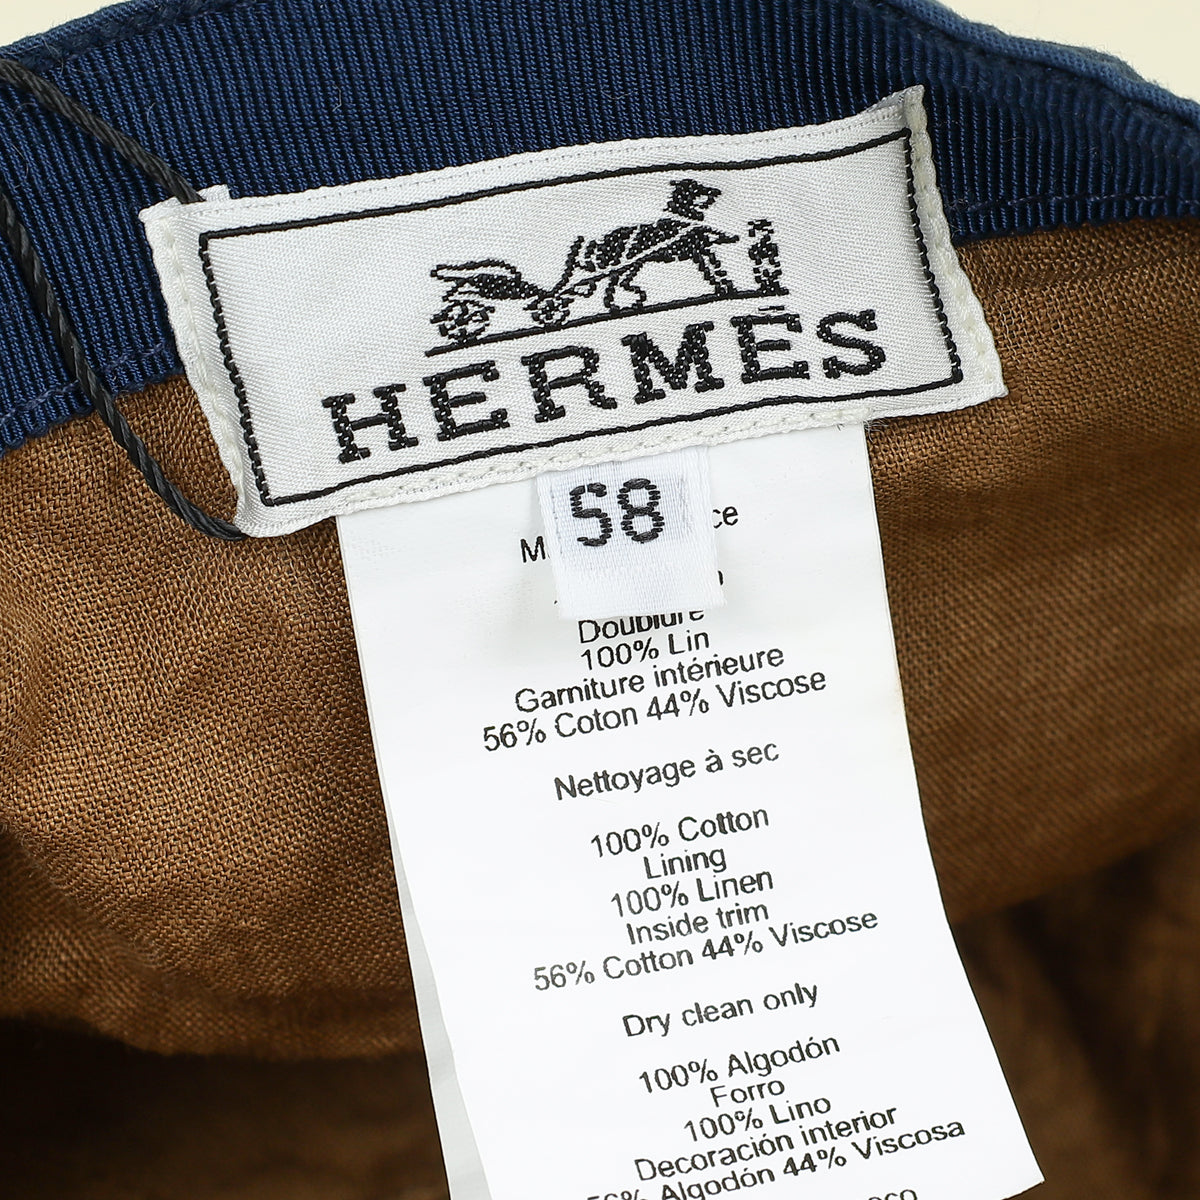 HERMÈS
58
Doublure
100% Lin
Garniture intérieure
56% Coton 44% Viscose
Nettoyage à sec
100% Cotton
Lining
100% Linen
Inside trim
56% Cotton 44% Viscose
Dry clean only
100% Algodón
Forro
100% Lino
Decoración interior
56% Algodón 44% Viscosa